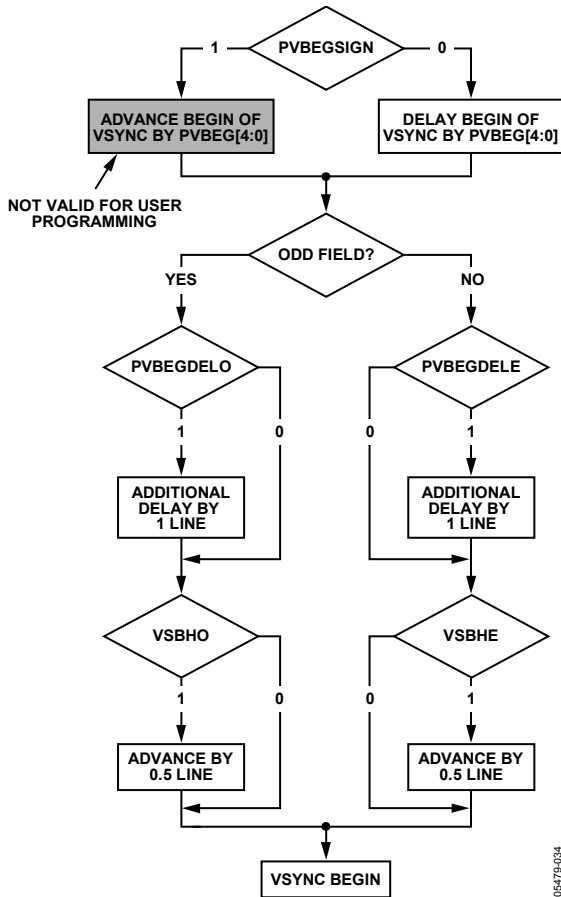 PVBEGSIGN
1
0
ADVANCE BEGIN OF
VSYNC BY PVBEG[4:0]
DELAY BEGIN OF
VSYNC BY PVBEG[4:0]
NOT VALID FOR USER
PROGRAMMING
ODD FIELD?
YES
NO
PVBEGDELO
PVBEGDELE
1
0
0
1
ADDITIONAL
DELAY BY
1 LINE
ADDITIONAL
DELAY BY
1 LINE
VSBHO
VSBHE
1
0
0
1
ADVANCE BY
0.5 LINE
ADVANCE BY
0.5 LINE
VSYNC BEGIN
05479-034